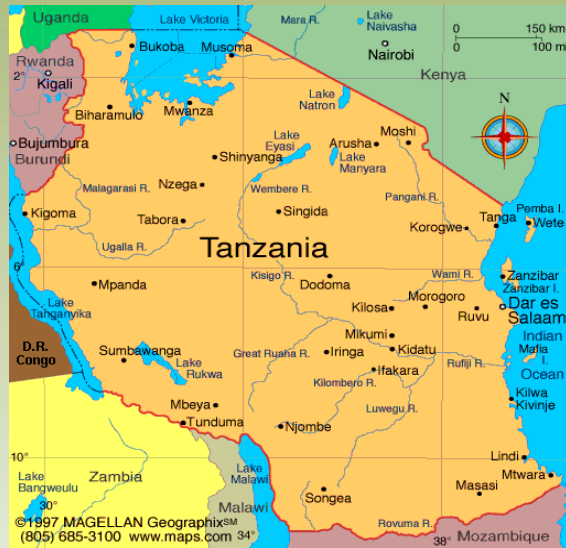 Uganda
Lake Victoria
Mara R.
Lake
Naivasha
0 150 km
0 100 mi
Bukoba
Musoma
Nairobi
Rwanda
Kigali
2°
Kenya
Lake
Natron
N
Biharamulo
Mwanza
Bujumbura
Burundi
Lake
Eyasi
Arusha
Moshi
Shinyanga
Lake
Manyara
Malagarasi R.
Nzega
Wembere R.
Pangani R.
Pemba I.
Kigoma
Tabora
Singida
Korogwe
Tanga
Wete
Ugalla R.
Tanzania
6°
Kisigo R.
Dodoma
Wami R.
Zanzibar
Zanzibar I.
Mpanda
Lake
Tanganyika
Kilosa
Morogoro
Ruvu
Dar es
Salaam
D.R.
Congo
Mikumi
Indian
Ocean
Mafia
I.
Sumbawanga
Lake
Rukwa
Great Ruaha R.
Iringa
Kidatu
Ifakara
Rufiji R.
Kilombero R.
Kilwa
Kivinje
Mbeya
Luwegu R.
Tunduma
Njombe
10°
Lindi
Zambia
Lake
Malawi
Mtwara
Lake
Bangweulu
Masasi
Songea
30°
Malawi
©1997 MAGELLAN Geographix℠
(805) 685-3100 www.maps.com
34°
Rovuma R.
38°
Mozambique